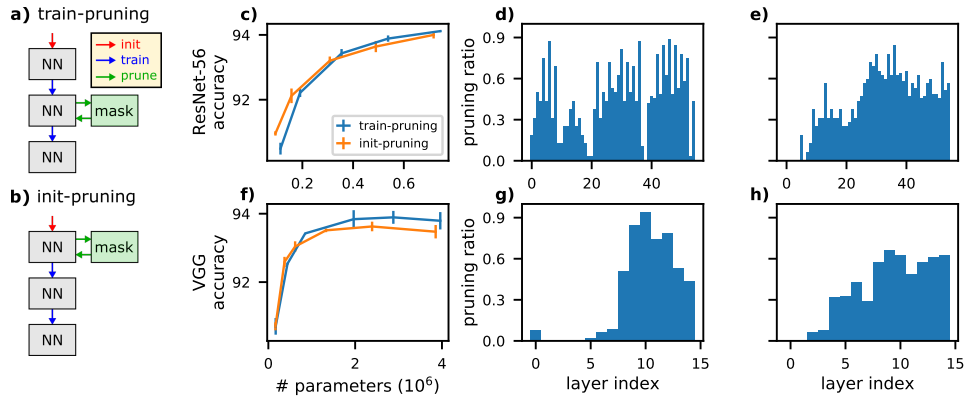 a) train-pruning
init
train
prune
NN
NN
mask
NN
b) init-pruning
NN
mask
NN
NN
c)
ResNet-56
accuracy
94
92
0.2
0.4
0.6
train-pruning
init-pruning
d)
pruning ratio
0.9
0.6
0.3
0.0
0
20
40
e)
0
20
40
f)
VGG
accuracy
94
92
0
2
4
# parameters (10⁶)
g)
pruning ratio
0.9
0.6
0.3
0.0
0
5
10
15
layer index
h)
0
5
10
15
layer index